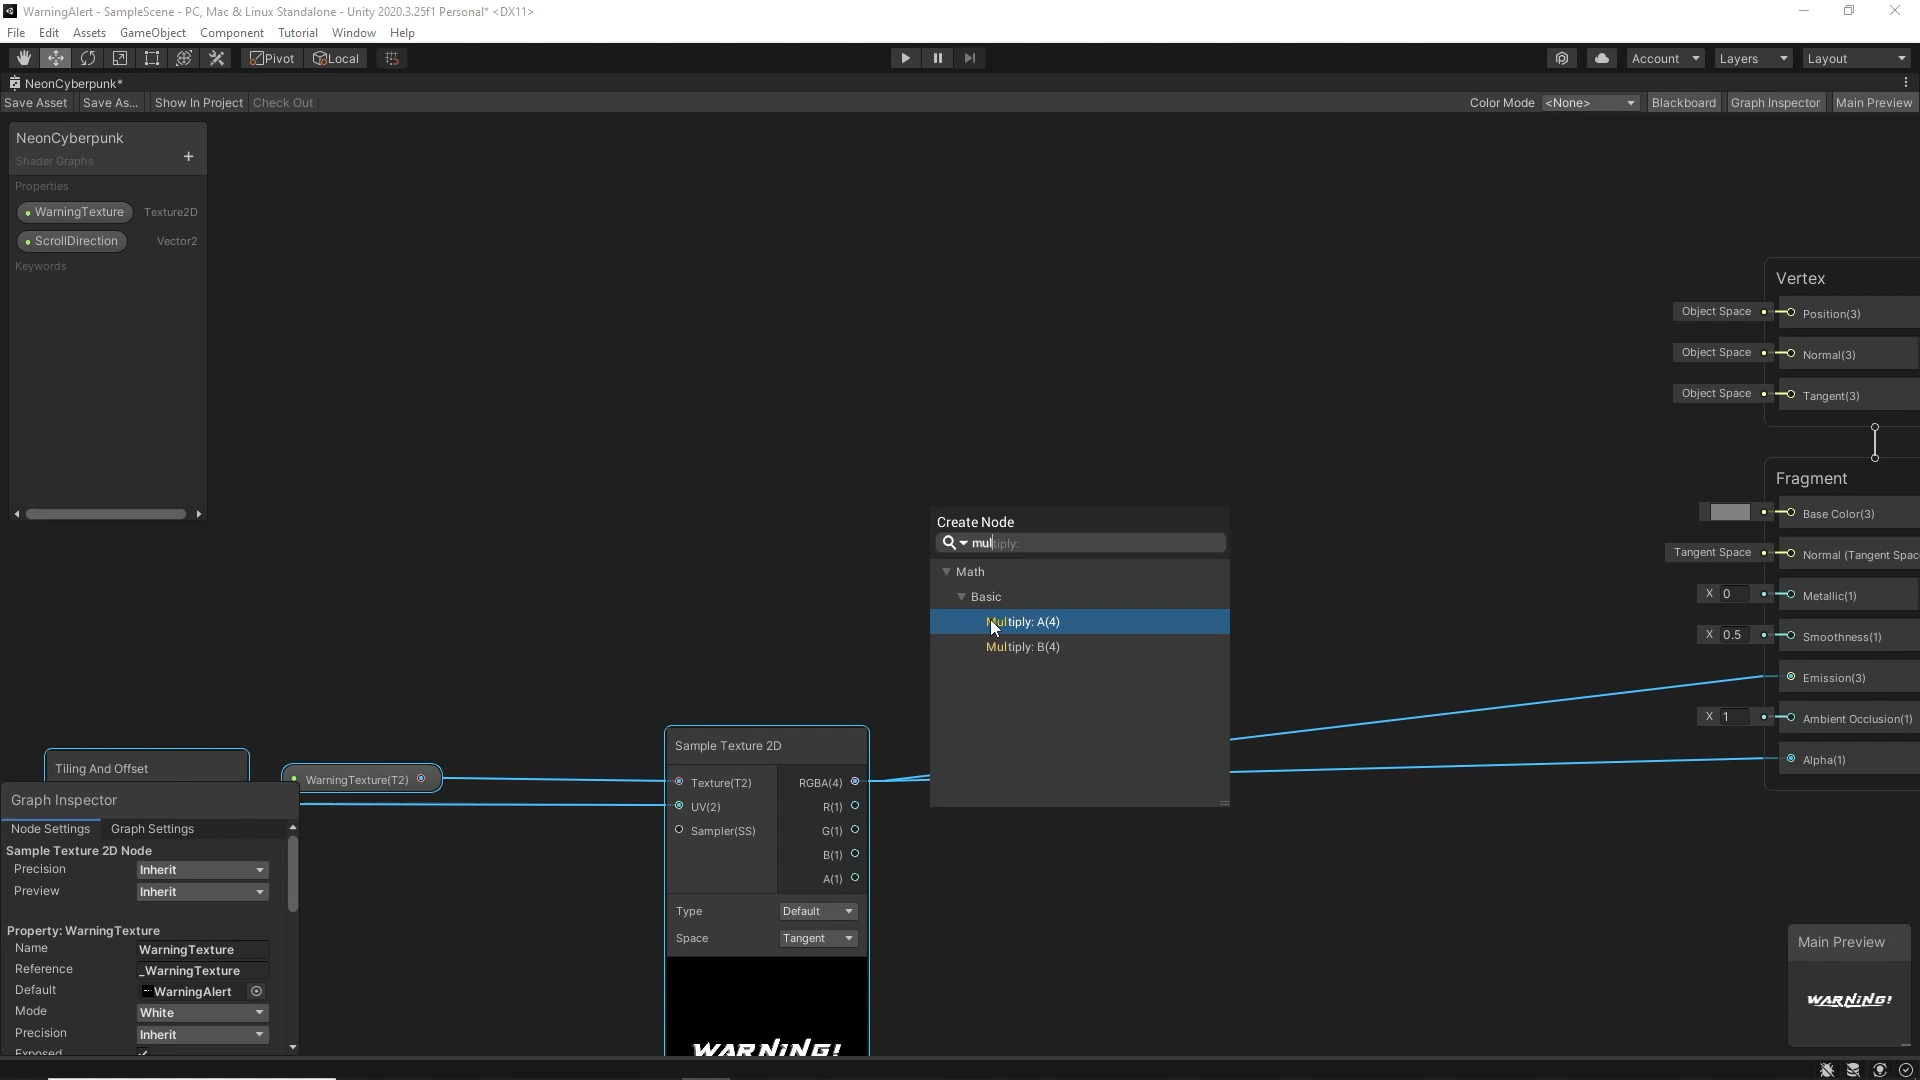 WarningAlert - SampleScene - PC, Mac & Linux Standalone - Unity 2020.3.25f1 Personal* <DX11>
File Edit Assets GameObject Component Tutorial Window Help
Pivot Local Account Layers Layout
NeonCyberpunk*
Save Asset Save As... Show In Project Check Out Color Mode <None> Blackboard Graph Inspector Main Preview
NeonCyberpunk
Shader Graphs
+
Properties
WarningTexture Texture2D
ScrollDirection Vector2
Keywords
Vertex
Object Space Position(3)
Object Space Normal(3)
Object Space Tangent(3)
Fragment
Base Color(3)
Tangent Space Normal (Tangent Spac
X 0 Metallic(1)
X 0.5 Smoothness(1)
Emission(3)
X 1 Ambient Occlusion(1)
Alpha(1)
Create Node
multiply:
Math
Basic
Multiply: A(4)
Multiply: B(4)
Tiling And Offset
WarningTexture(T2)
Sample Texture 2D
Texture(T2) RGBA(4)
UV(2) R(1)
Sampler(SS) G(1)
B(1)
A(1)
Type Default
Space Tangent
WARNING!
Graph Inspector
Node Settings Graph Settings
Sample Texture 2D Node
Precision Inherit
Preview Inherit
Property: WarningTexture
Name WarningTexture
Reference _WarningTexture
Default WarningAlert
Mode White
Precision Inherit
Exposed
Main Preview
WARNING!